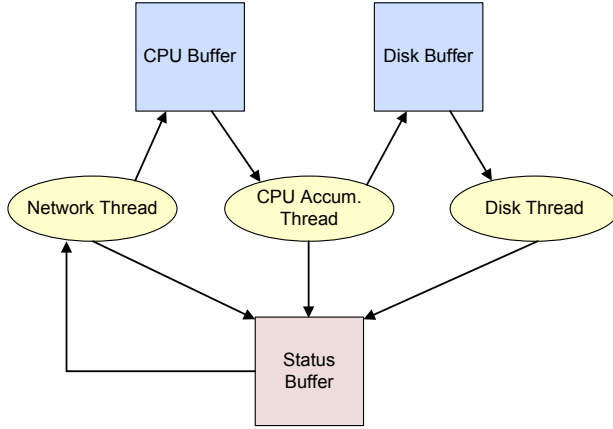 CPU Buffer
Disk Buffer
Network Thread
CPU Accum.
Thread
Disk Thread
Status
Buffer